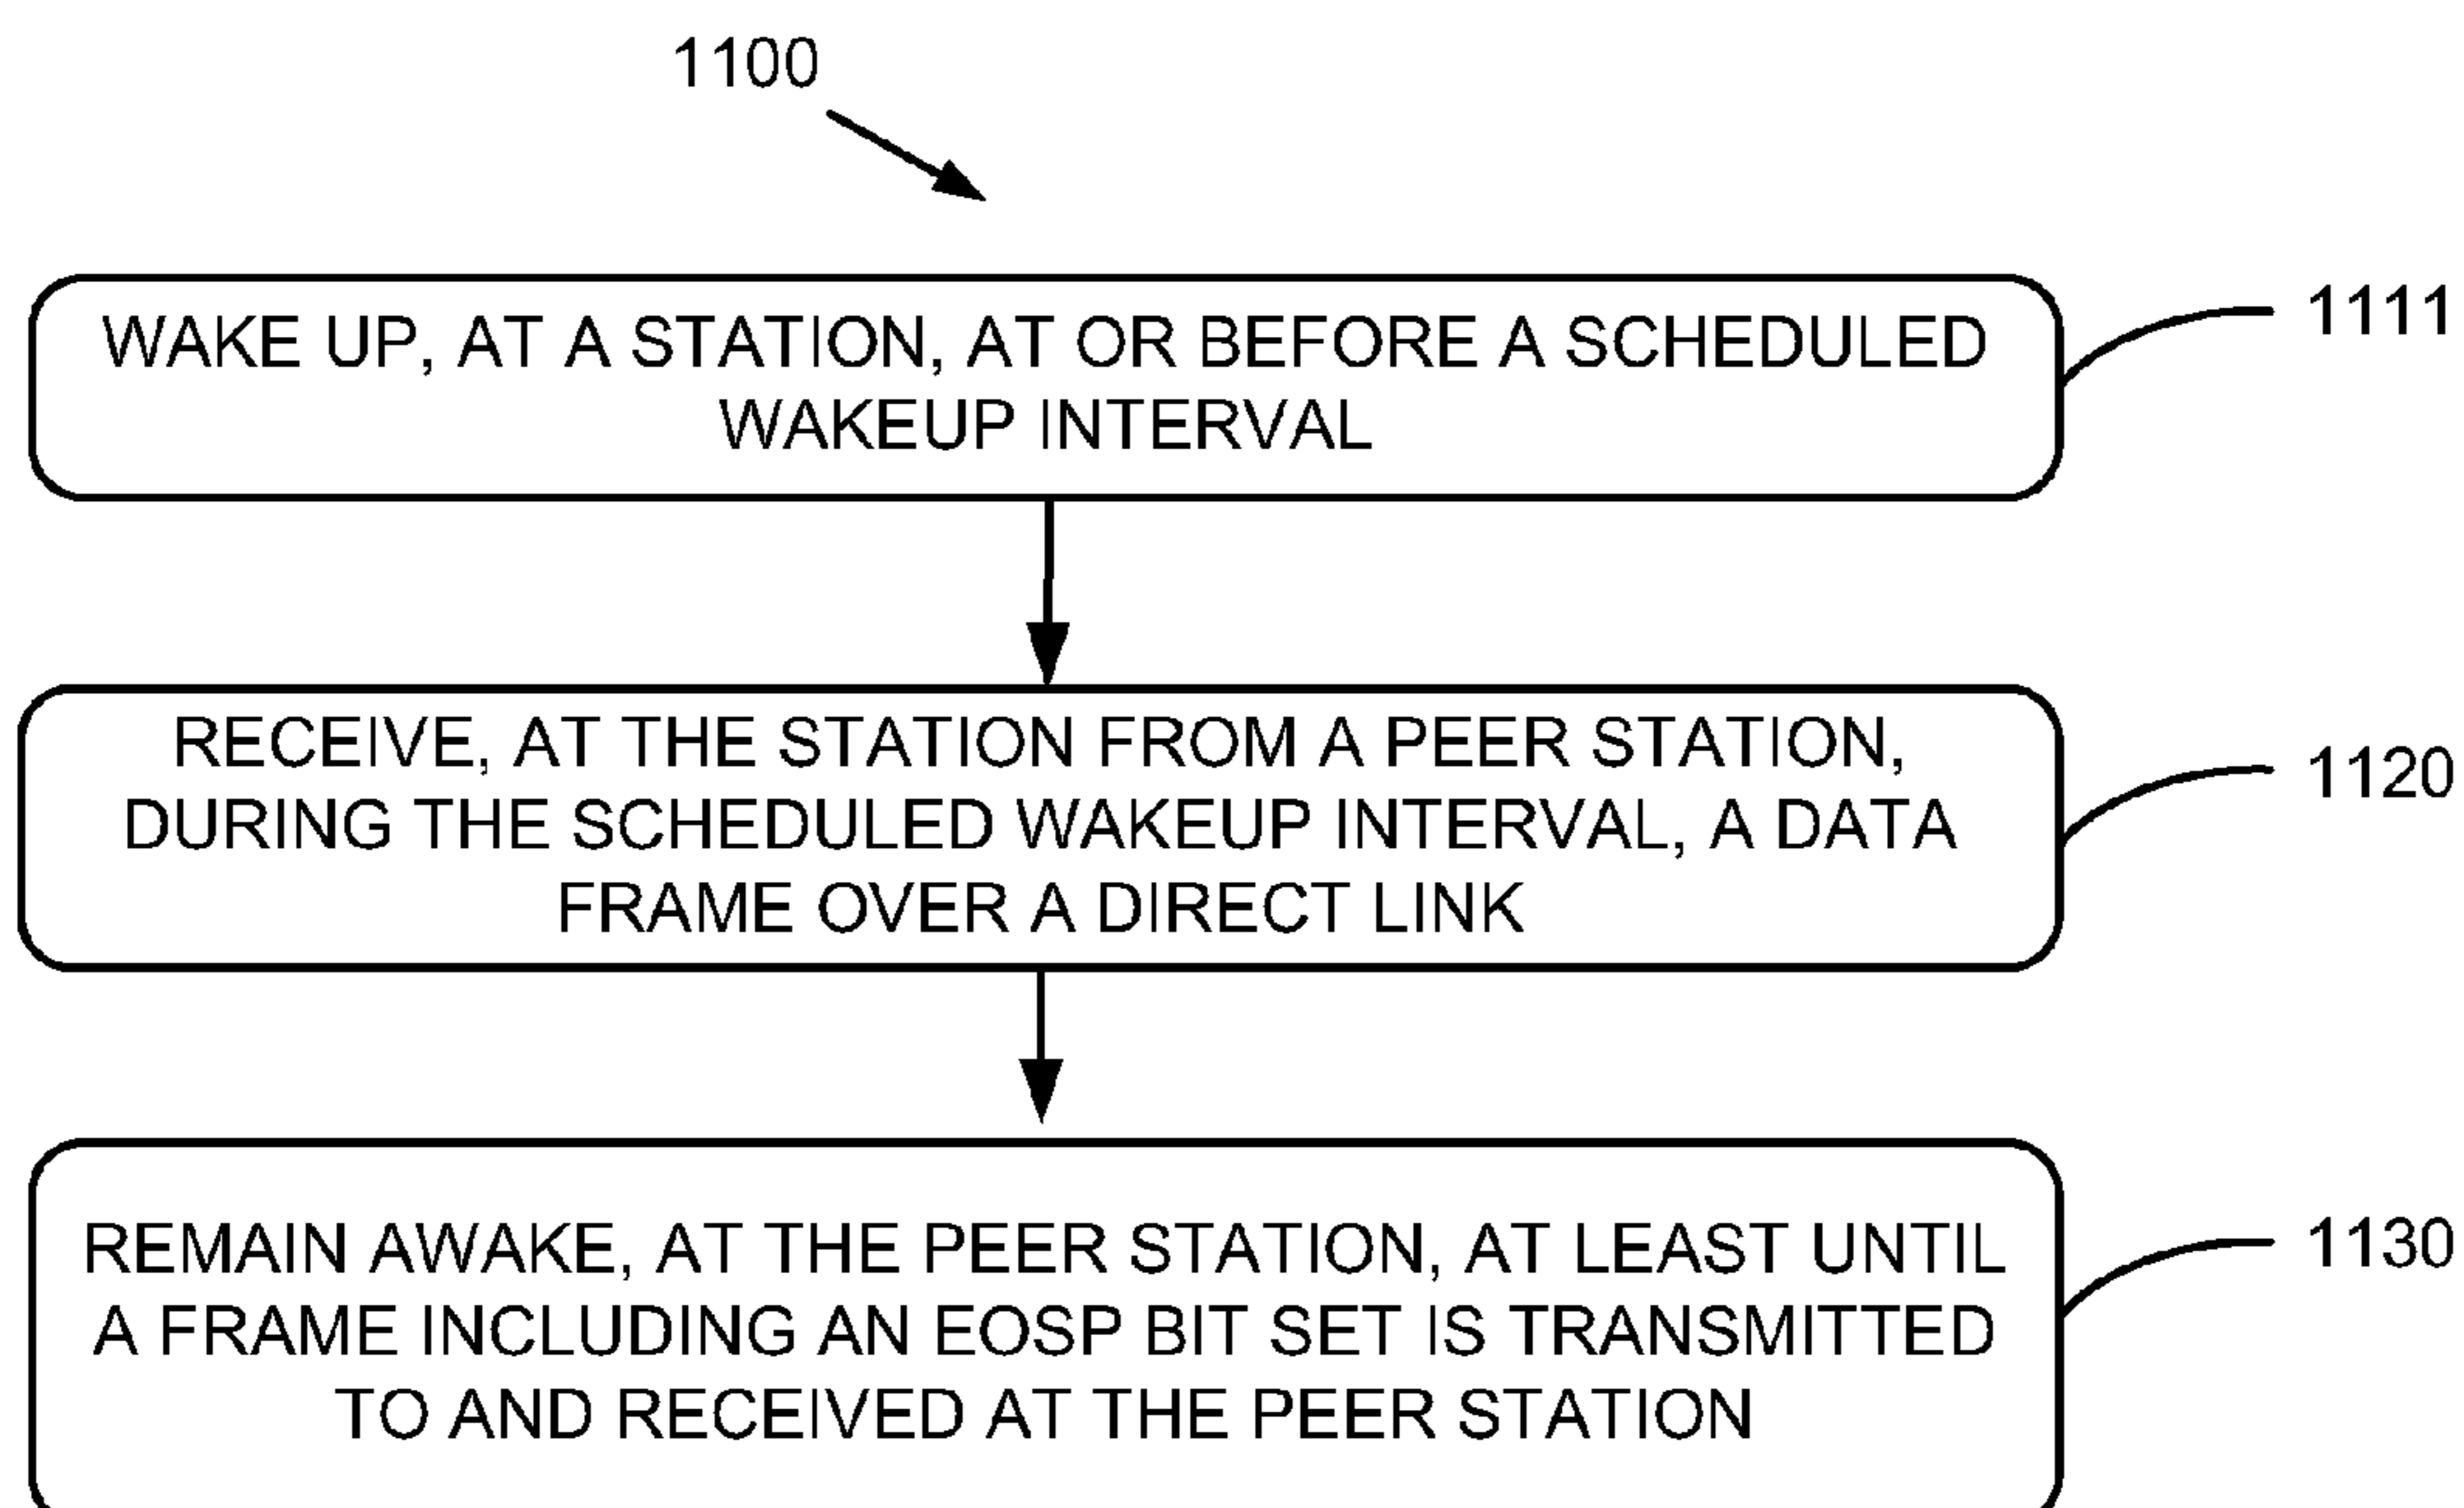 1100
WAKE UP, AT A STATION, AT OR BEFORE A SCHEDULED
WAKEUP INTERVAL
1111
RECEIVE, AT THE STATION FROM A PEER STATION,
DURING THE SCHEDULED WAKEUP INTERVAL, A DATA
FRAME OVER A DIRECT LINK
1120
REMAIN AWAKE, AT THE PEER STATION, AT LEAST UNTIL
A FRAME INCLUDING AN EOSP BIT SET IS TRANSMITTED
TO AND RECEIVED AT THE PEER STATION
1130